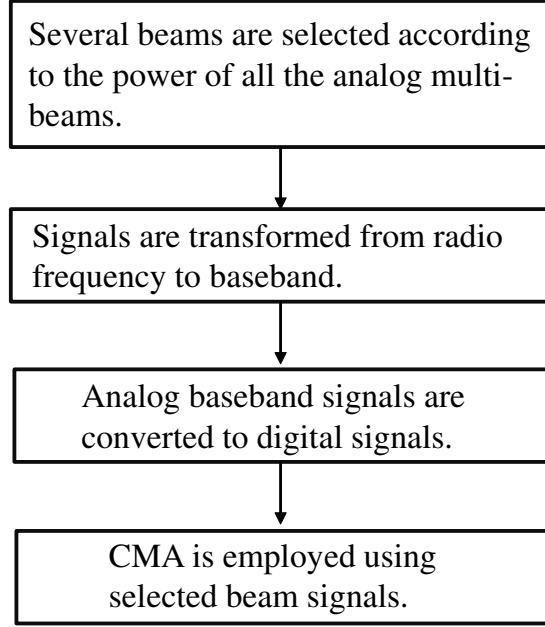 Several beams are selected according
to the power of all the analog multi-
beams.
Signals are transformed from radio
frequency to baseband.
Analog baseband signals are
converted to digital signals.
CMA is employed using
selected beam signals.